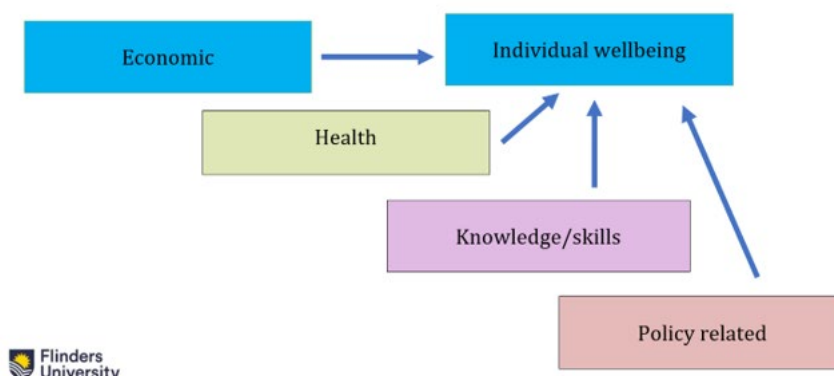 Economic
Individual wellbeing
Health
Knowledge/skills
Policy related
Flinders
University